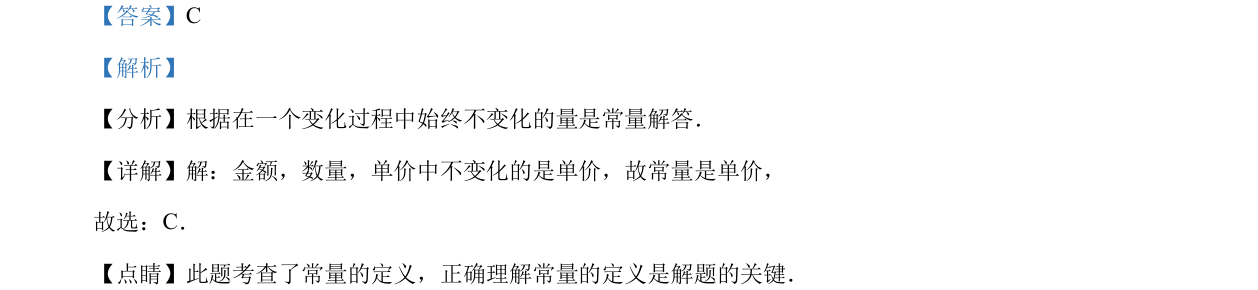 【答案】C
【解析】
【分析】根据在一个变化过程中始终不变化的量是常量解答．
【详解】解：金额，数量，单价中不变化的是单价，故常量是单价，
故选：C．
【点睛】此题考查了常量的定义，正确理解常量的定义是解题的关键．